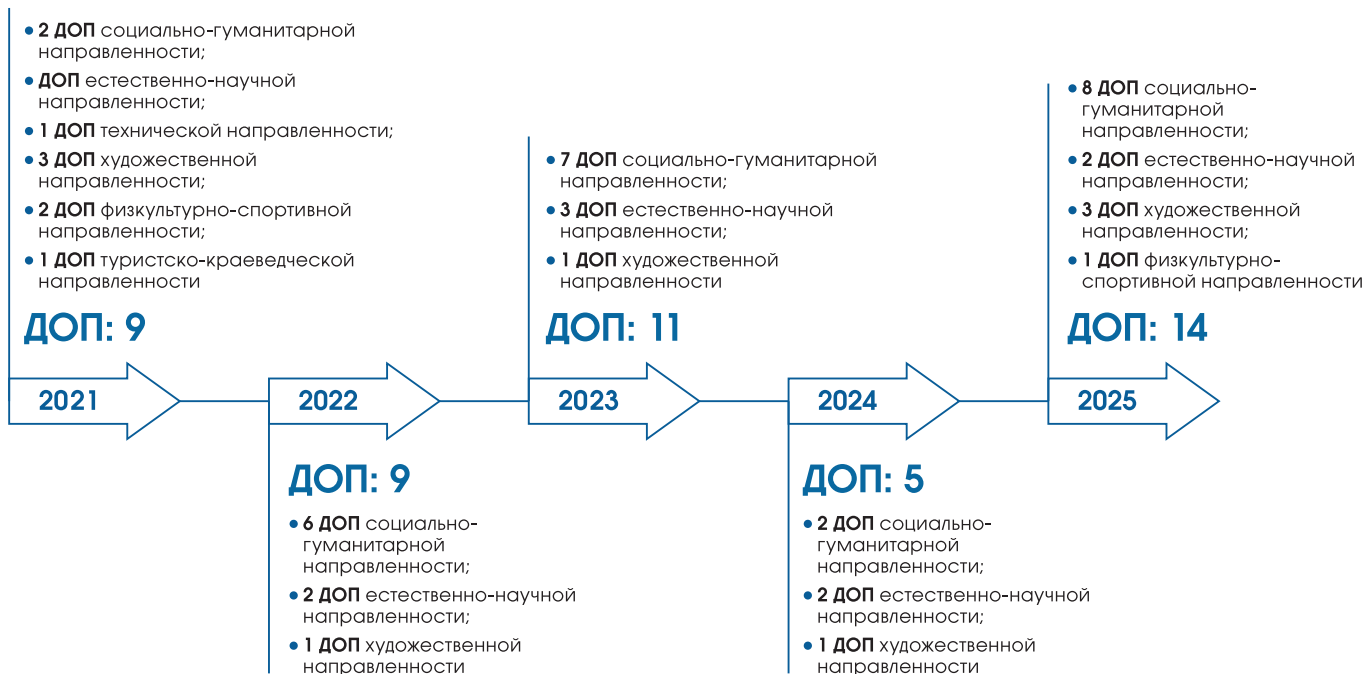 • 2 ДОП социально-гуманитарной
направленности;
• ДОП естественно-научной
направленности;
• 1 ДОП технической направленности;
• 3 ДОП художественной
направленности;
• 2 ДОП физкультурно-спортивной
направленности;
• 1 ДОП туристско-краеведческой
направленности
ДОП: 9
2021
2022
ДОП: 9
• 6 ДОП социально-
гуманитарной
направленности;
• 2 ДОП естественно-научной
направленности;
• 1 ДОП художественной
направленности
• 7 ДОП социально-гуманитарной
направленности;
• 3 ДОП естественно-научной
направленности;
• 1 ДОП художественной
направленности
ДОП: 11
2023
2024
ДОП: 5
• 2 ДОП социально-
гуманитарной
направленности;
• 2 ДОП естественно-научной
направленности;
• 1 ДОП художественной
направленности
• 8 ДОП социально-
гуманитарной
направленности;
• 2 ДОП естественно-научной
направленности;
• 3 ДОП художественной
направленности;
• 1 ДОП физкультурно-
спортивной направленности
ДОП: 14
2025